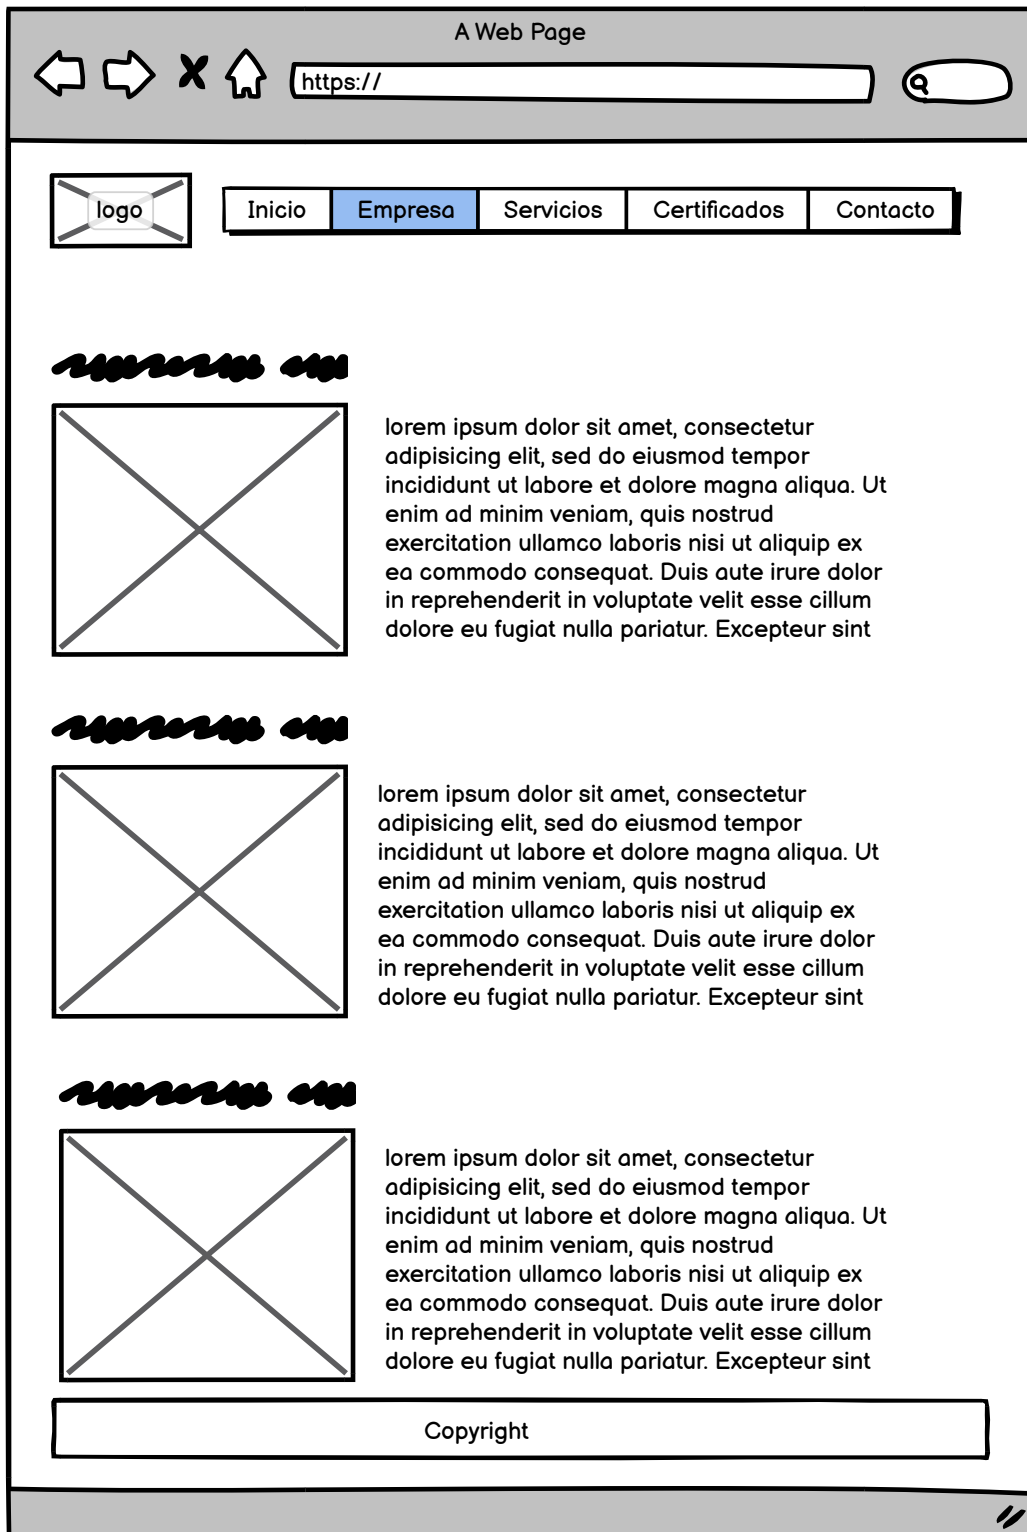 A Web Page
https://
logo
Inicio Empresa Servicios Certificados Contacto
lorem ipsum dolor sit amet, consectetur
adipisicing elit, sed do eiusmod tempor
incididunt ut labore et dolore magna aliqua. Ut
enim ad minim veniam, quis nostrud
exercitation ullamco laboris nisi ut aliquip ex
ea commodo consequat. Duis aute irure dolor
in reprehenderit in voluptate velit esse cillum
dolore eu fugiat nulla pariatur. Excepteur sint
lorem ipsum dolor sit amet, consectetur
adipisicing elit, sed do eiusmod tempor
incididunt ut labore et dolore magna aliqua. Ut
enim ad minim veniam, quis nostrud
exercitation ullamco laboris nisi ut aliquip ex
ea commodo consequat. Duis aute irure dolor
in reprehenderit in voluptate velit esse cillum
dolore eu fugiat nulla pariatur. Excepteur sint
lorem ipsum dolor sit amet, consectetur
adipisicing elit, sed do eiusmod tempor
incididunt ut labore et dolore magna aliqua. Ut
enim ad minim veniam, quis nostrud
exercitation ullamco laboris nisi ut aliquip ex
ea commodo consequat. Duis aute irure dolor
in reprehenderit in voluptate velit esse cillum
dolore eu fugiat nulla pariatur. Excepteur sint
Copyright